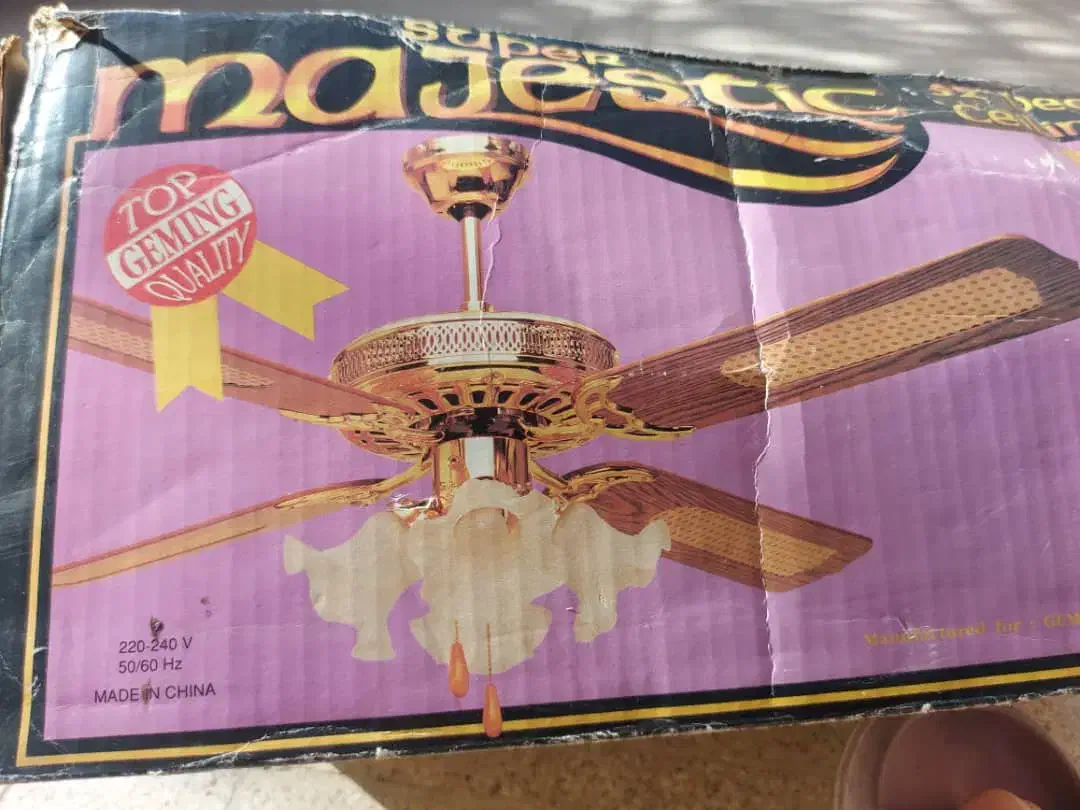 Super
majestic
TOP
GEMING
QUALITY
220-240 V
50/60 Hz
MADE IN CHINA
Manufactured for :